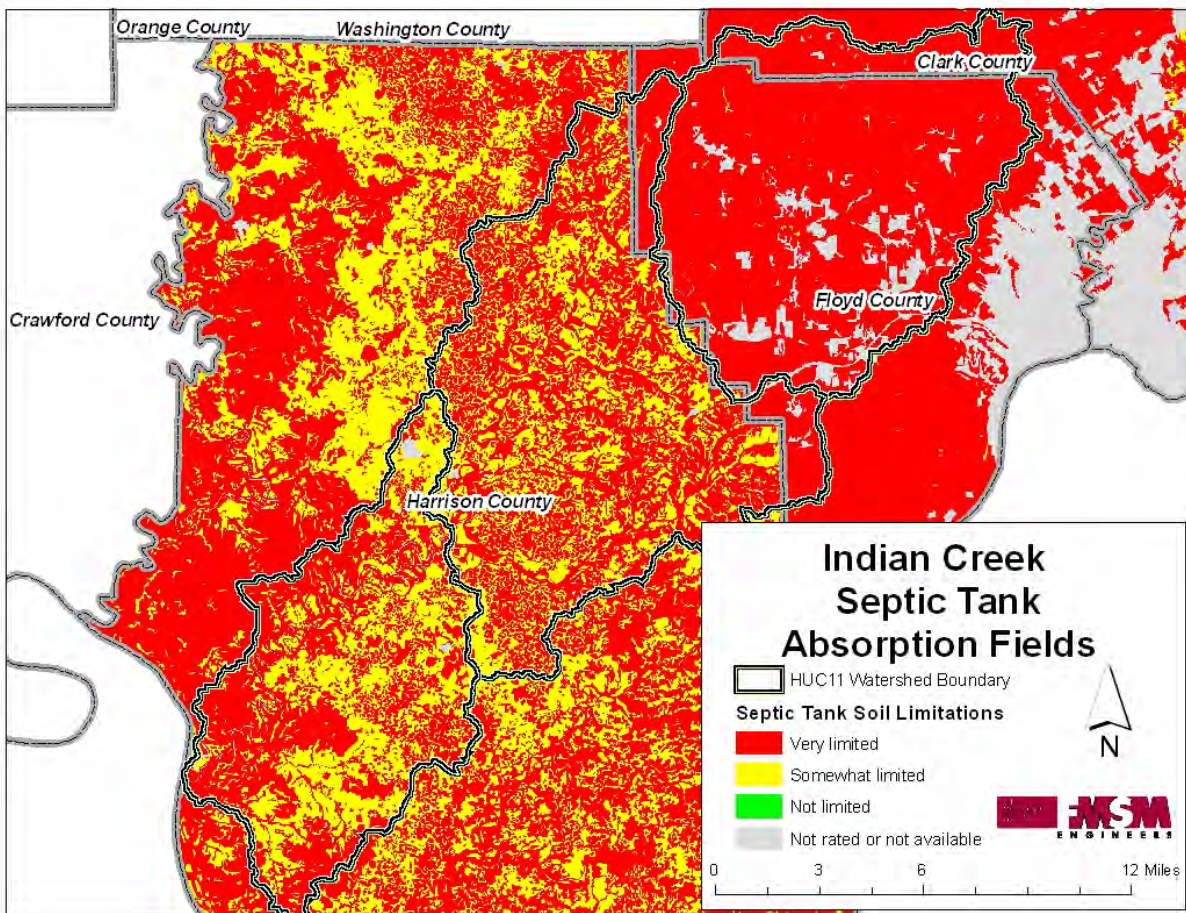 Orange County
Washington County
Clark County
Crawford County
Floyd County
Harrison County
Indian Creek
Septic Tank
Absorption Fields
HUC11 Watershed Boundary
Septic Tank Soil Limitations
Very limited
Somewhat limited
Not limited
Not rated or not available
N
FMSM
ENGINEERS
0 3 6 12 Miles